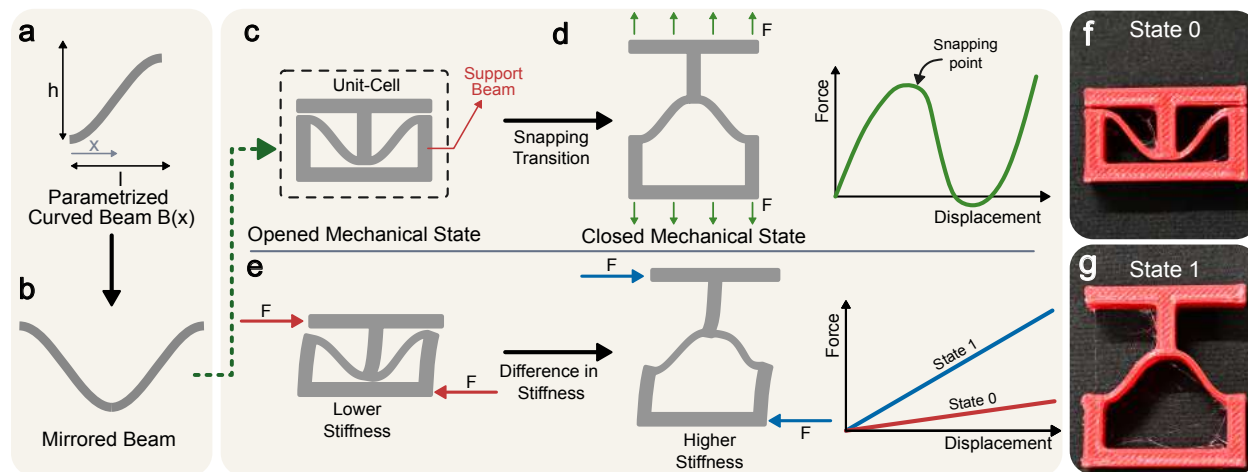 a
h
x
l
Parametrized
Curved Beam B(x)
b
Mirrored Beam
c
Unit-Cell
Support
Beam
Opened Mechanical State
Snapping
Transition
d
F
F
Closed Mechanical State
Snapping
point
Force
Displacement
e
F
F
Lower
Stiffness
Difference in
Stiffness
F
F
Higher
Stiffness
Force
State 1
State 0
Displacement
f
State 0
g
State 1